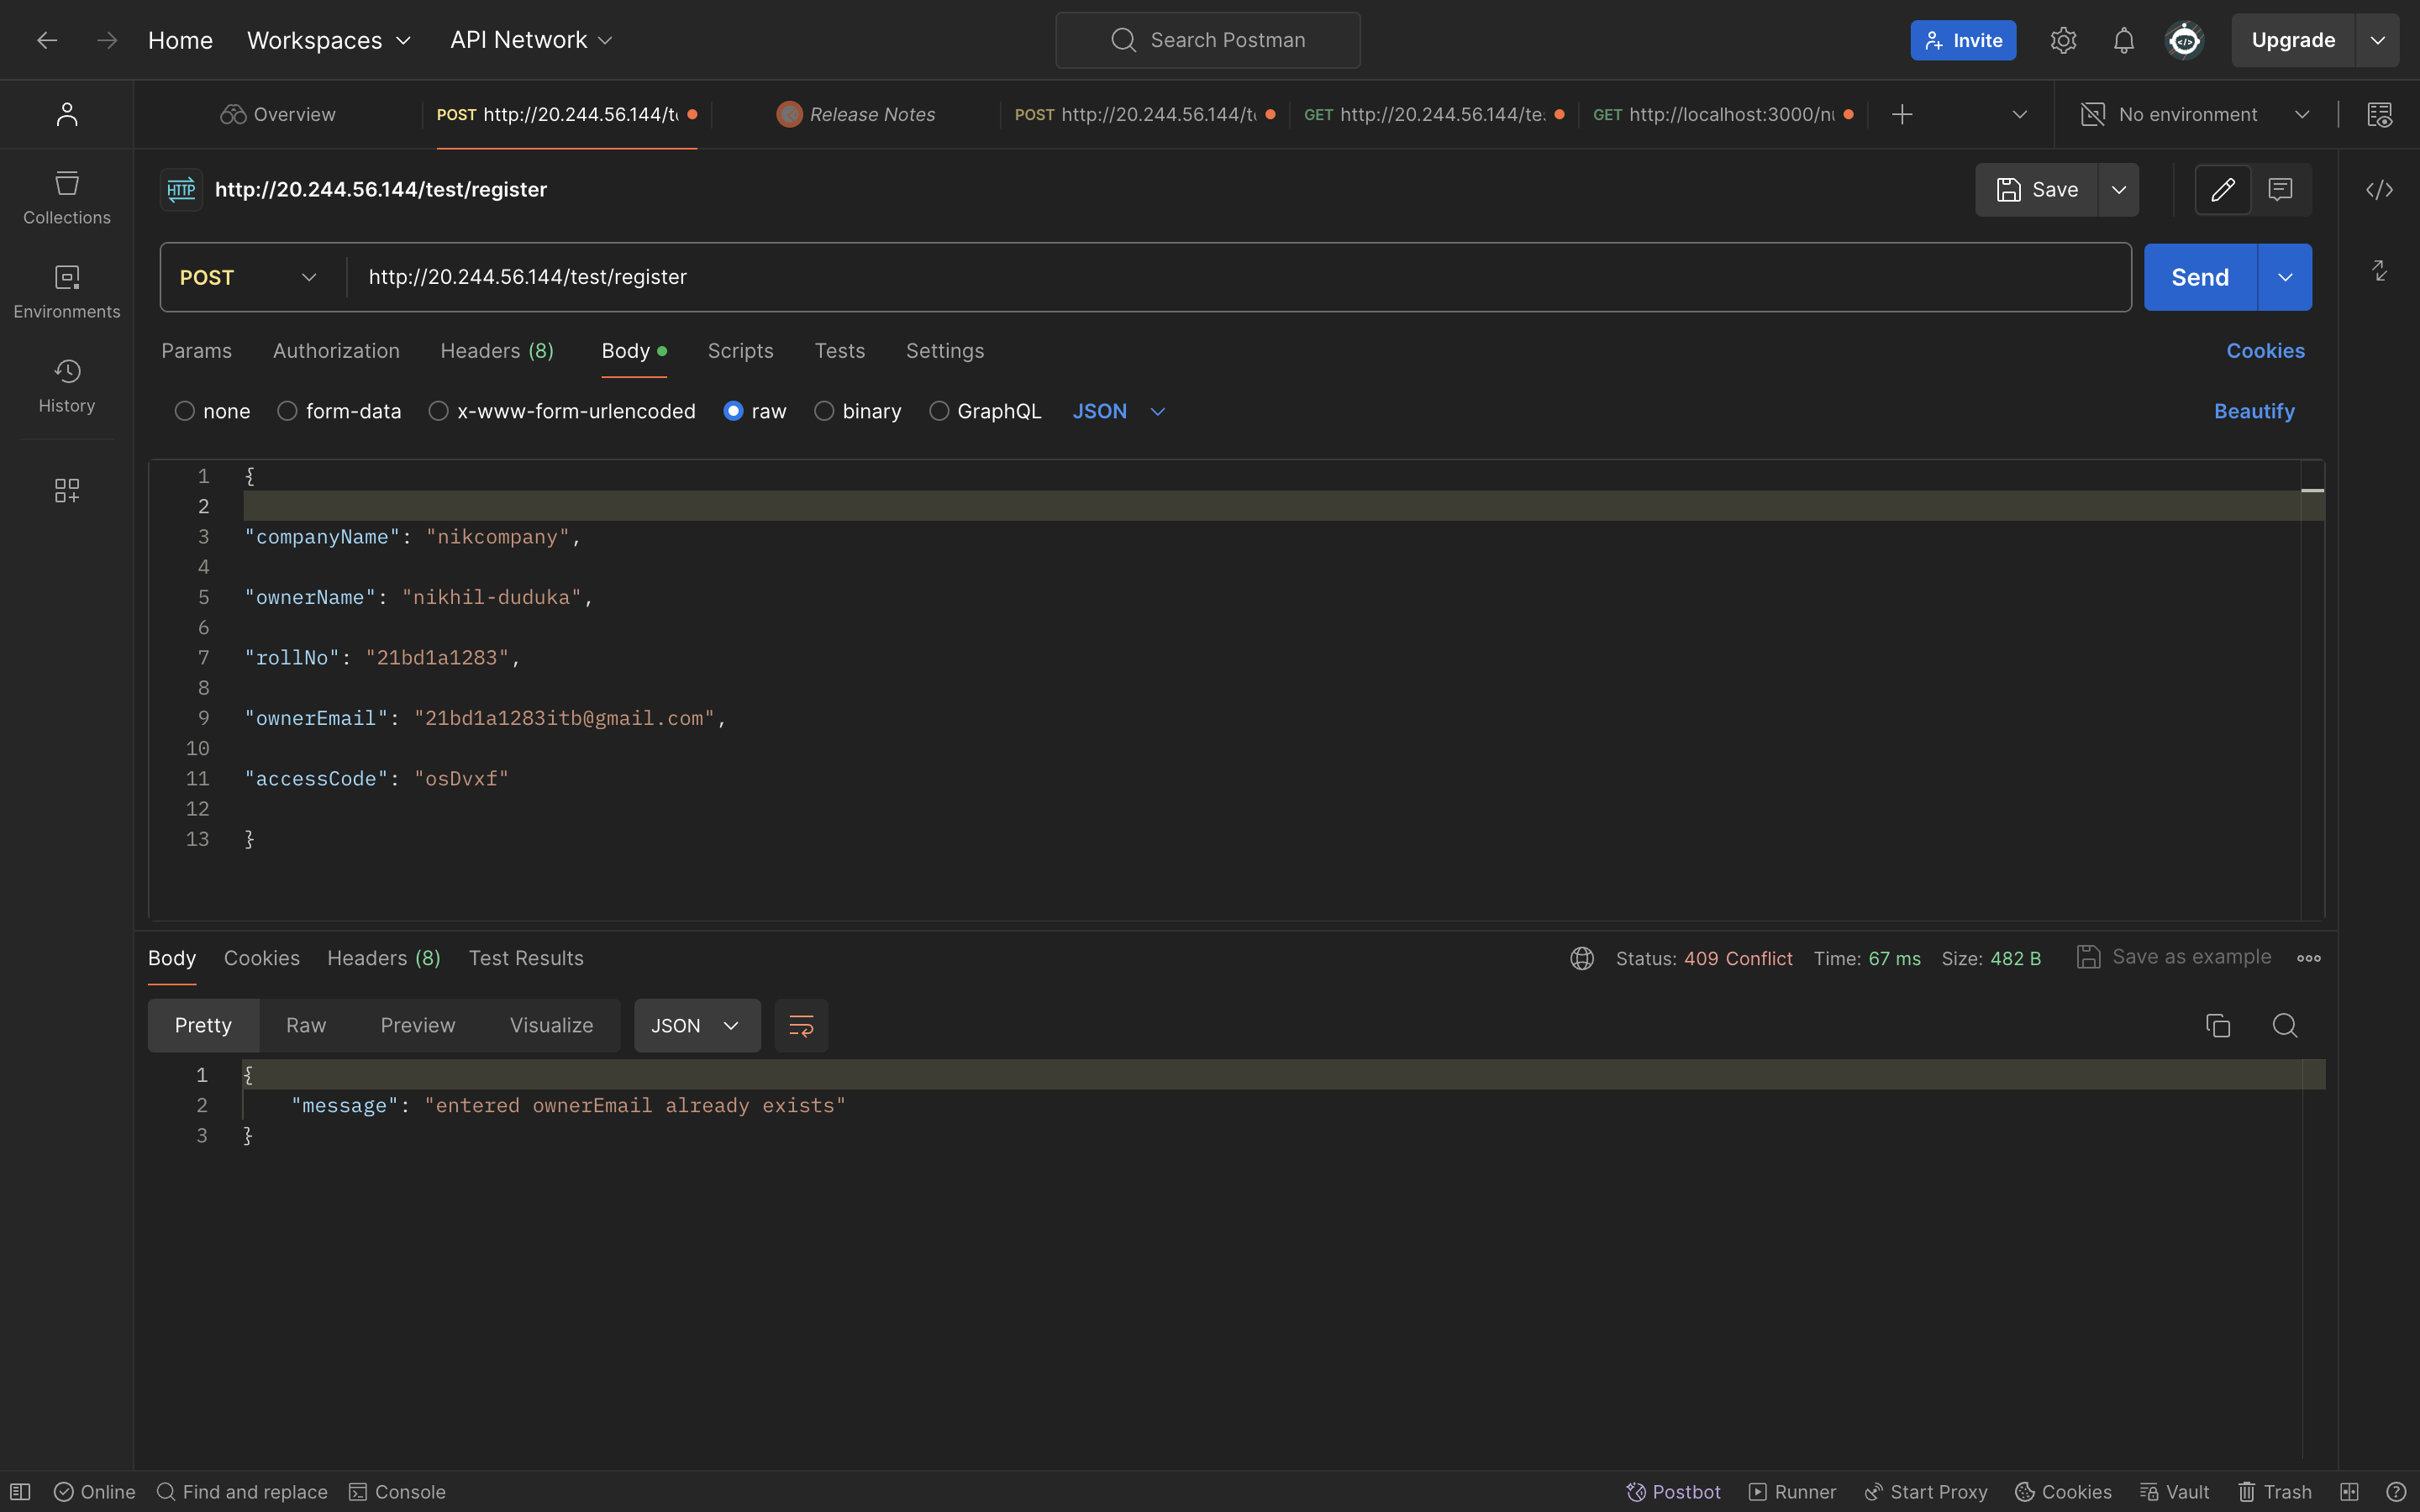 Home Workspaces API Network Search Postman Invite Upgrade
Overview POST http://20.244.56.144/t Release Notes POST http://20.244.56.144/t GET http://20.244.56.144/te GET http://localhost:3000/n No environment
HTTP http://20.244.56.144/test/register Save
Collections
POST http://20.244.56.144/test/register Send
Environments
Params Authorization Headers (8) Body Scripts Tests Settings Cookies
History
none form-data x-www-form-urlencoded raw binary GraphQL JSON Beautify
1 {
2
3 "companyName": "nikcompany",
4
5 "ownerName": "nikhil-duduka",
6
7 "rollNo": "21bd1a1283",
8
9 "ownerEmail": "21bd1a1283itb@gmail.com",
10
11 "accessCode": "osDvxf"
12
13 }
Body Cookies Headers (8) Test Results Status: 409 Conflict Time: 67 ms Size: 482 B Save as example
Pretty Raw Preview Visualize JSON
1 {
2 "message": "entered ownerEmail already exists"
3 }
Online Find and replace Console Postbot Runner Start Proxy Cookies Vault Trash